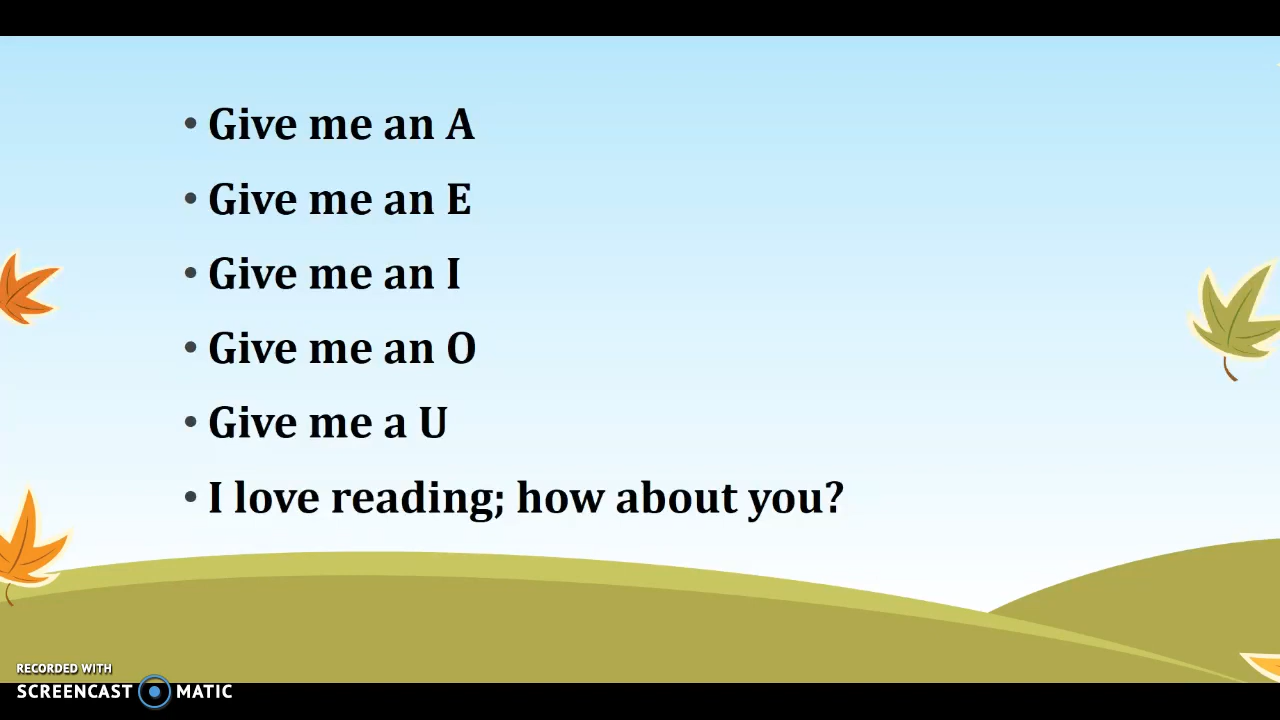 • Give me an A
• Give me an E
• Give me an I
• Give me an O
• Give me a U
• I love reading; how about you?
RECORDED WITH
SCREENCAST MATIC